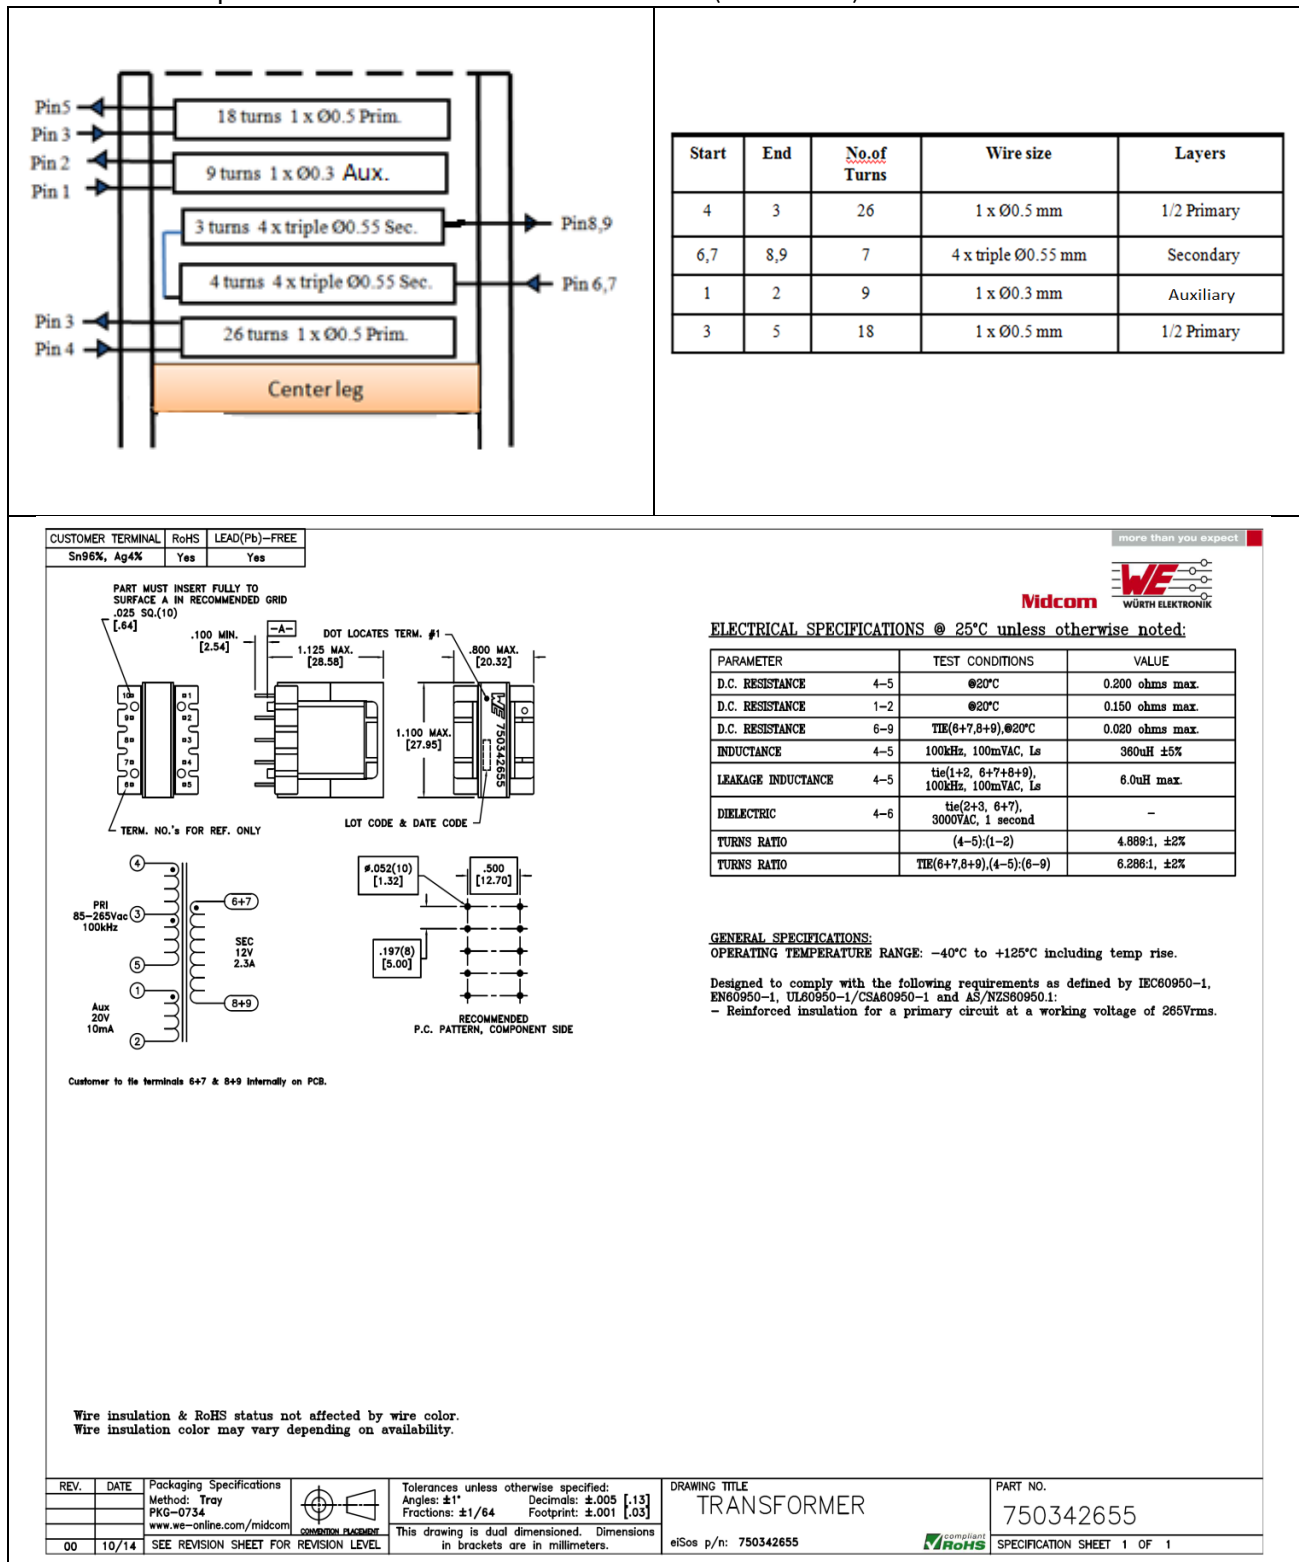 Pin5
18 turns 1 x Ø0.5 Prim.
Pin 3
Pin 2
9 turns 1 x Ø0.3 Aux.
Pin 1
3 turns 4 x triple Ø0.55 Sec.
Pin8,9
4 turns 4 x triple Ø0.55 Sec.
Pin 6,7
Pin 3
26 turns 1 x Ø0.5 Prim.
Pin 4
Center leg
Start End No.of Turns Wire size Layers
4 3 26 1 x Ø0.5 mm 1/2 Primary
6,7 8,9 7 4 x triple Ø0.55 mm Secondary
1 2 9 1 x Ø0.3 mm Auxiliary
3 5 18 1 x Ø0.5 mm 1/2 Primary
CUSTOMER TERMINAL RoHS LEAD(Pb)-FREE
Sn96%, Ag4% Yes Yes
more than you expect
Midcom
WE
WÜRTH ELEKTRONIK
PART MUST INSERT FULLY TO
SURFACE A IN RECOMMENDED GRID
.025 SQ.(10)
[.64]
.100 MIN.
[2.54]
-A-
1.125 MAX.
[28.58]
DOT LOCATES TERM. #1
.800 MAX.
[20.32]
1.100 MAX.
[27.95]
10 1
9 2
8 3
7 4
6 5
WE 750342655
TERM. NO.'s FOR REF. ONLY
LOT CODE & DATE CODE
4
PRI
85-265Vac
100kHz
3
5
1
Aux
20V
10mA
2
6+7
SEC
12V
2.3A
8+9
ø.052(10)
[1.32]
.500
[12.70]
.197(8)
[5.00]
RECOMMENDED
P.C. PATTERN, COMPONENT SIDE
Customer to tie terminals 6+7 & 8+9 internally on PCB.
ELECTRICAL SPECIFICATIONS @ 25°C unless otherwise noted:
PARAMETER TEST CONDITIONS VALUE
D.C. RESISTANCE 4-5 @20°C 0.200 ohms max.
D.C. RESISTANCE 1-2 @20°C 0.150 ohms max.
D.C. RESISTANCE 6-9 TIE(6+7,8+9),@20°C 0.020 ohms max.
INDUCTANCE 4-5 100kHz, 100mVAC, Ls 360uH ±5%
LEAKAGE INDUCTANCE 4-5 tie(1+2, 6+7+8+9), 100kHz, 100mVAC, Ls 6.0uH max.
DIELECTRIC 4-6 tie(2+3, 6+7), 3000VAC, 1 second –
TURNS RATIO (4-5):(1-2) 4.889:1, ±2%
TURNS RATIO TIE(6+7,8+9),(4-5):(6-9) 6.286:1, ±2%
GENERAL SPECIFICATIONS:
OPERATING TEMPERATURE RANGE: -40°C to +125°C including temp rise.
Designed to comply with the following requirements as defined by IEC60950-1,
EN60950-1, UL60950-1/CSA60950-1 and AS/NZS60950.1:
- Reinforced insulation for a primary circuit at a working voltage of 265Vrms.
Wire insulation & RoHS status not affected by wire color.
Wire insulation color may vary depending on availability.
REV. DATE
00 10/14
Packaging Specifications
Method: Tray
PKG-0734
www.we-online.com/midcom
CONVENTION PLACEMENT
SEE REVISION SHEET FOR REVISION LEVEL
Tolerances unless otherwise specified:
Angles: ±1° Decimals: ±.005 [.13]
Fractions: ±1/64 Footprint: ±.001 [.03]
This drawing is dual dimensioned. Dimensions
in brackets are in millimeters.
DRAWING TITLE
TRANSFORMER
eiSos p/n: 750342655
compliant
RoHS
PART NO.
750342655
SPECIFICATION SHEET 1 OF 1